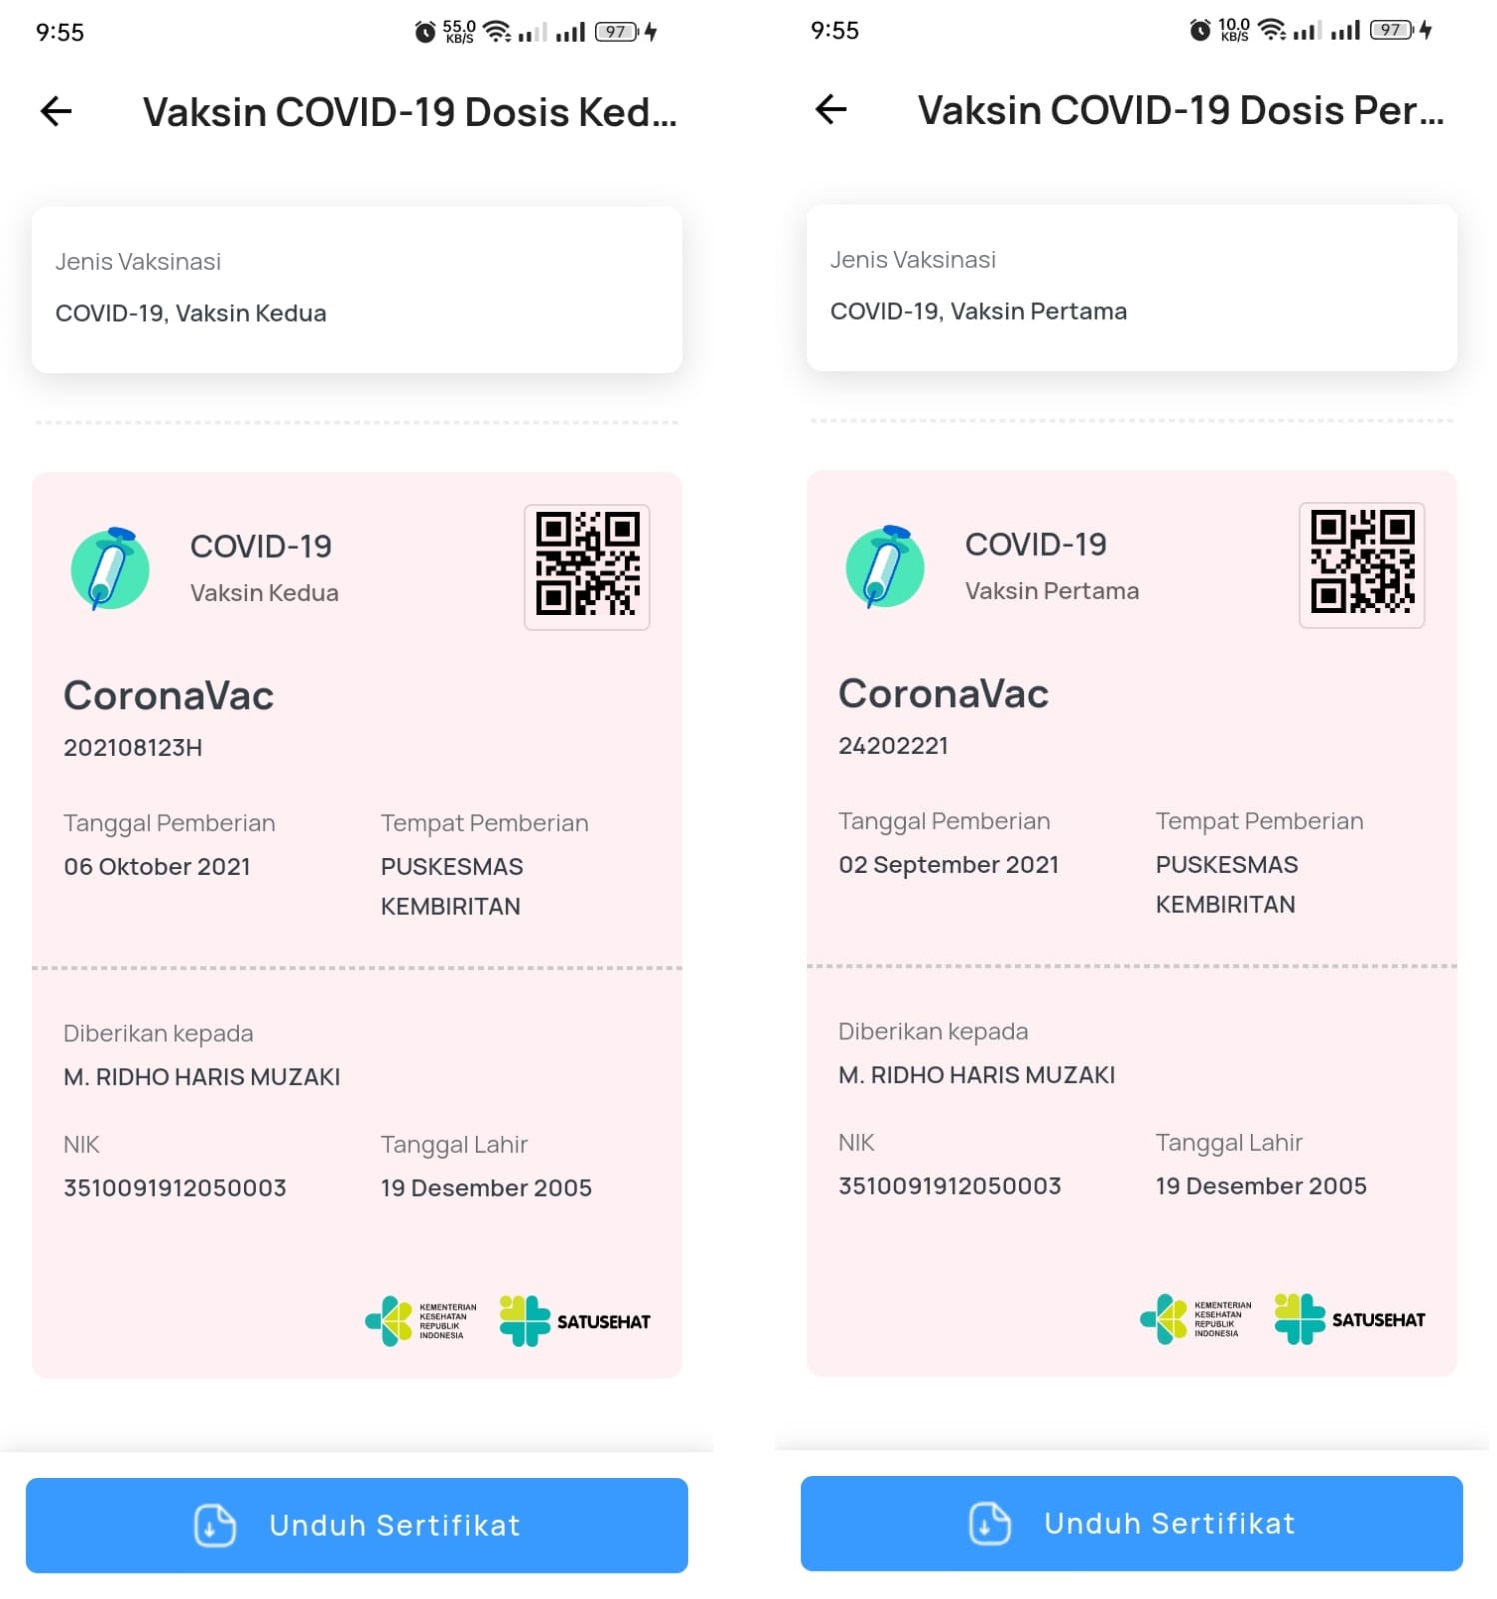 9:55
55.0
KB/S
97
Vaksin COVID-19 Dosis Ked...
Jenis Vaksinasi
COVID-19, Vaksin Kedua
COVID-19
Vaksin Kedua
CoronaVac
202108123H
Tanggal Pemberian
06 Oktober 2021
Tempat Pemberian
PUSKESMAS
KEMBIRITAN
Diberikan kepada
M. RIDHO HARIS MUZAKI
NIK
3510091912050003
Tanggal Lahir
19 Desember 2005
KEMENTERIAN
KESEHATAN
REPUBLIK
INDONESIA
SATUSEHAT
Unduh Sertifikat
9:55
10.0
KB/S
97
Vaksin COVID-19 Dosis Per...
Jenis Vaksinasi
COVID-19, Vaksin Pertama
COVID-19
Vaksin Pertama
CoronaVac
24202221
Tanggal Pemberian
02 September 2021
Tempat Pemberian
PUSKESMAS
KEMBIRITAN
Diberikan kepada
M. RIDHO HARIS MUZAKI
NIK
3510091912050003
Tanggal Lahir
19 Desember 2005
KEMENTERIAN
KESEHATAN
REPUBLIK
INDONESIA
SATUSEHAT
Unduh Sertifikat